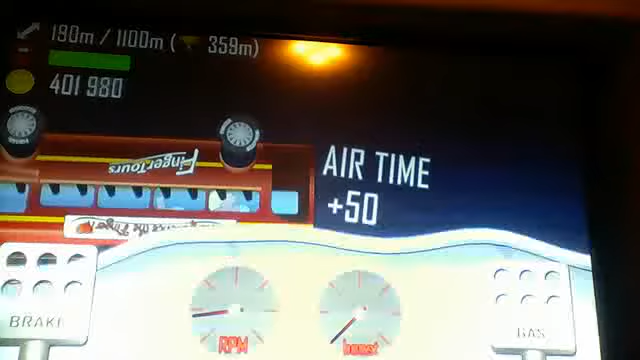 190m / 1100m ( 359m)
401 980
AIR TIME
+50
FingerTours
BRAKE
RPM
boost
GAS